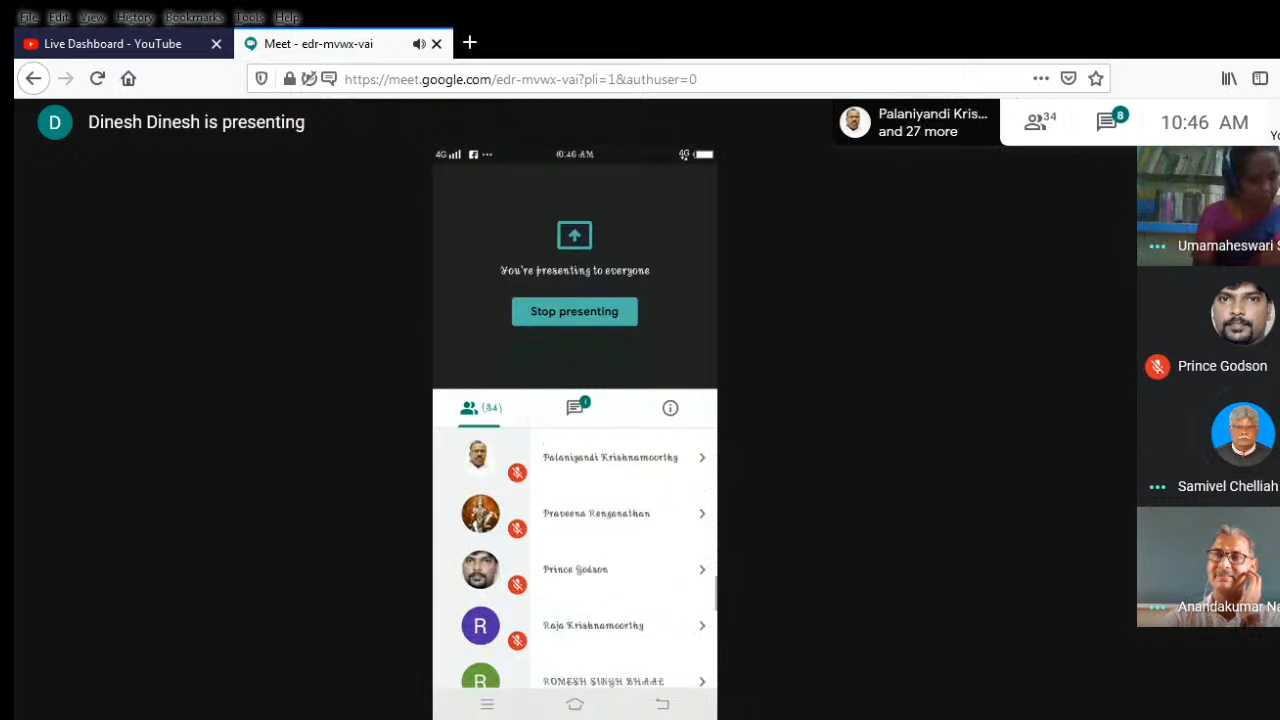 File Edit View History Bookmarks Tools Help
Live Dashboard - YouTube
Meet - edr-mvwx-vai
https://meet.google.com/edr-mvwx-vai?pli=1&authuser=0
D
Dinesh Dinesh is presenting
Palaniyandi Kris...
and 27 more
34
8
10:46 AM
4G
10:46 AM
4G
You're presenting to everyone
Stop presenting
(34)
Palaniyandi Krishnamoorthy
Praveena Renganathan
Prince Godson
R
Raja Krishnamoorthy
R
ROMESH SINGH BHAAL
Umamaheswari S
Prince Godson
Samivel Chelliah
Anandakumar Na